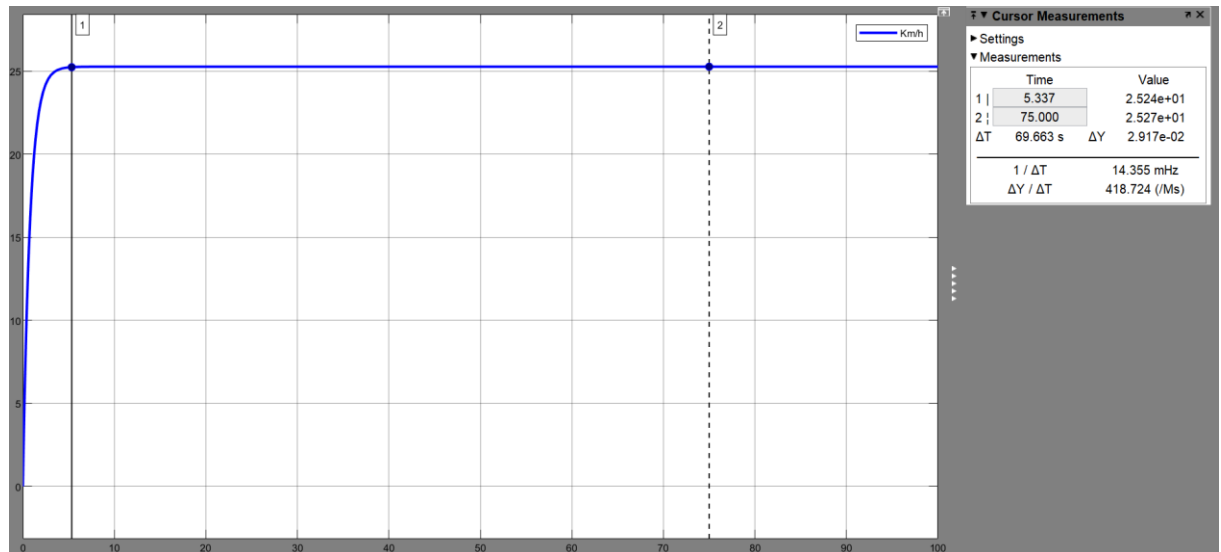 1
2
Km/h
25
20
15
10
5
0
0 10 20 30 40 50 60 70 80 90 100
Cursor Measurements
Settings
Measurements
Time Value
1 | 5.337 2.524e+01
2 ¦ 75.000 2.527e+01
ΔT 69.663 s ΔY 2.917e-02
1 / ΔT 14.355 mHz
ΔY / ΔT 418.724 (/Ms)